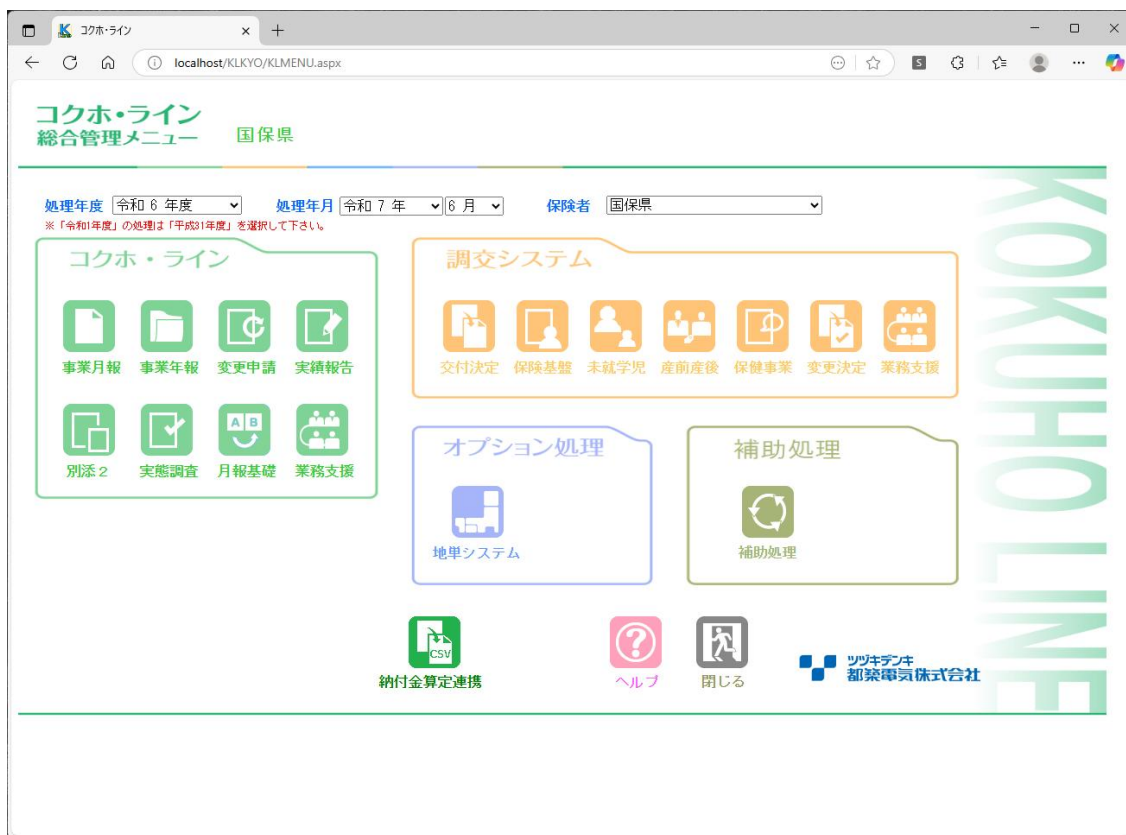 コクホ・ライン
localhost/KLKYO/KLMENU.aspx
コクホ・ライン
総合管理メニュー 国保県
処理年度 令和 6 年度 処理年月 令和 7 年 6 月 保険者 国保県
※「令和1年度」の処理は「平成31年度」を選択して下さい。
コクホ・ライン
事業月報 事業年報 変更申請 実績報告
別添2 実態調査 月報基礎 業務支援
調交システム
交付決定 保険基盤 未就学児 産前産後 保健事業 変更決定 業務支援
オプション処理
地単システム
補助処理
補助処理
CSV
納付金算定連携 ヘルプ 閉じる
ツヅキデンキ
都築電気株式会社
KOKUHO LINE